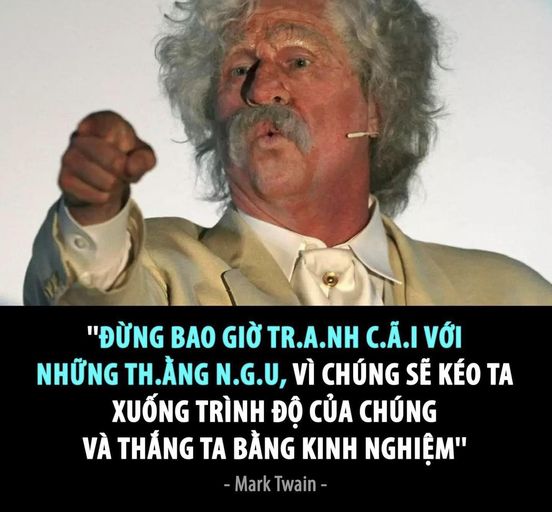 "ĐỪNG BAO GIỜ TR.A.NH C.Ã.I VỚI
NHỮNG TH.ẰNG N.G.U, VÌ CHÚNG SẼ KÉO TA
XUỐNG TRÌNH ĐỘ CỦA CHÚNG
VÀ THẮNG TA BẰNG KINH NGHIỆM"
- Mark Twain -